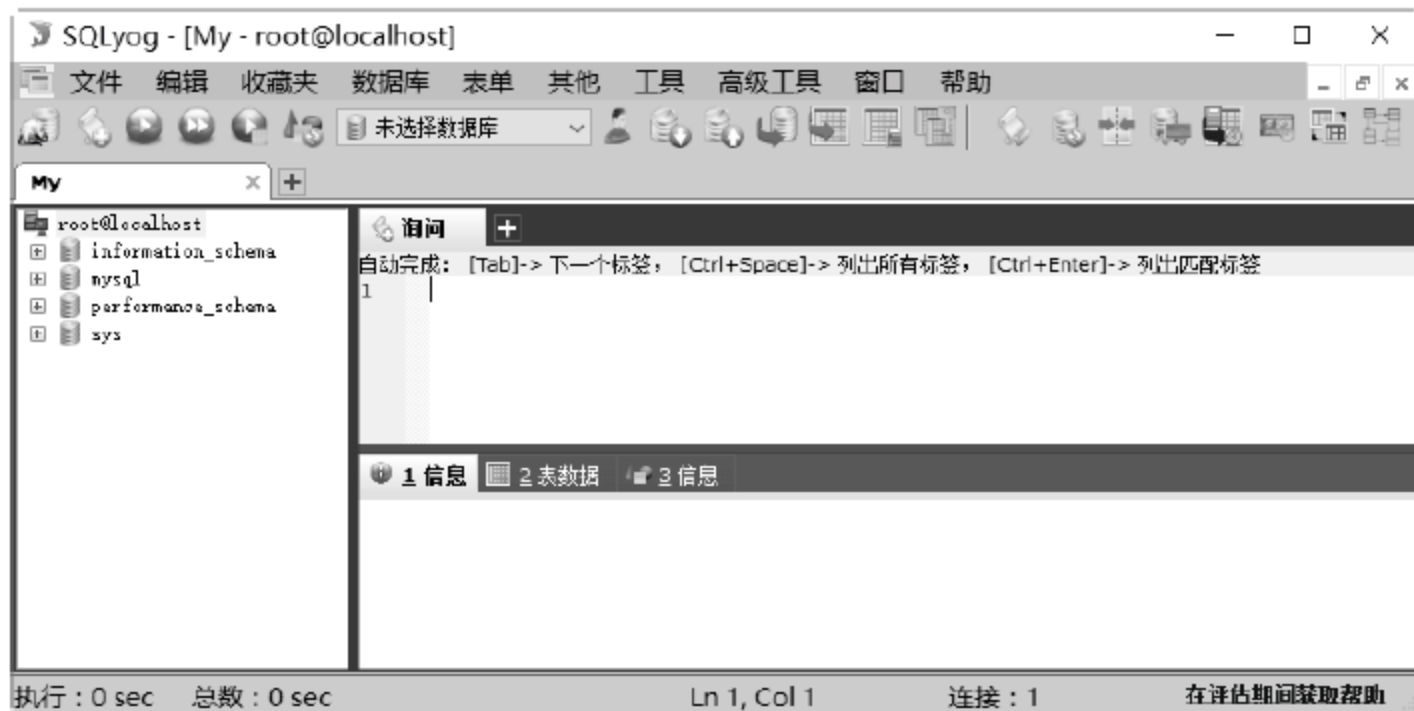 SQLyog - [My - root@localhost]
文件 编辑 收藏夹 数据库 表单 其他 工具 高级工具 窗口 帮助
未选择数据库
My
root@localhost
information_schema
mysql
performance_schema
sys
询问
自动完成: [Tab]-> 下一个标签, [Ctrl+Space]-> 列出所有标签, [Ctrl+Enter]-> 列出匹配标签
1
1 信息 2 表数据 3 信息
执行:0 sec 总数:0 sec Ln 1, Col 1 连接:1 在评估期间获取帮助